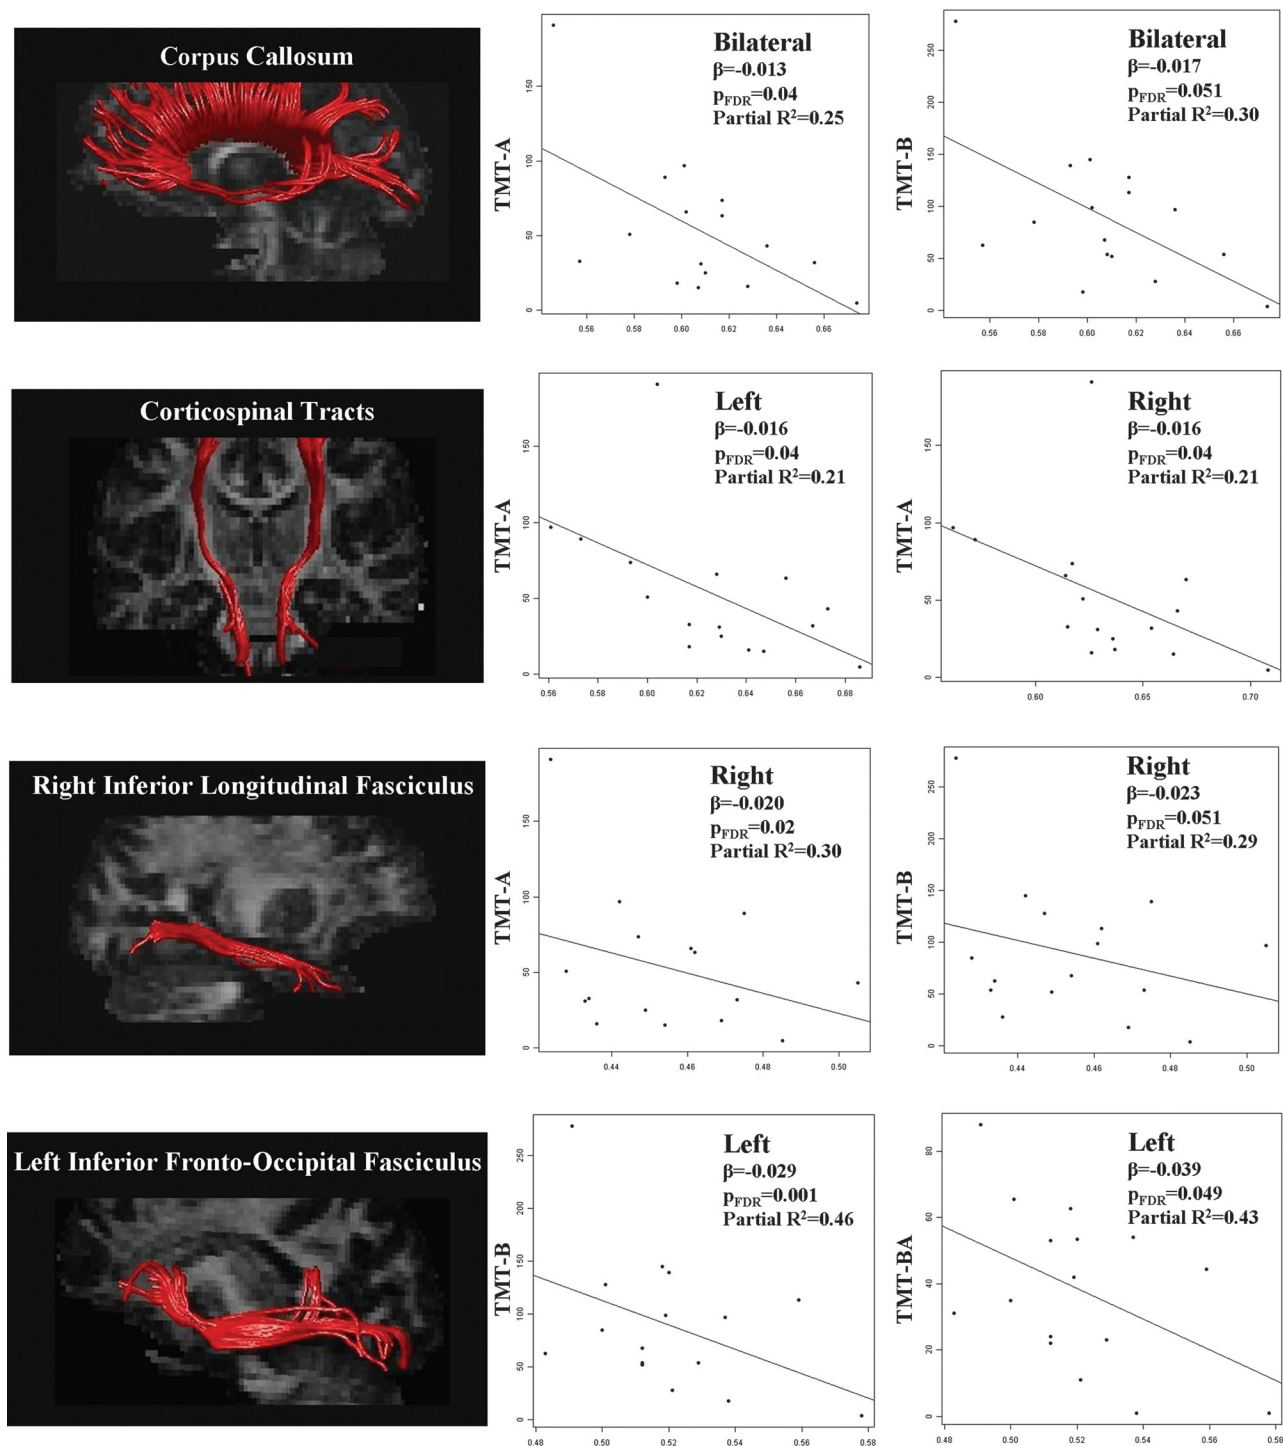 Corpus Callosum
Bilateral
β=-0.013
pFDR=0.04
Partial R²=0.25
TMT-A
0 50 100 150
0.56 0.58 0.60 0.62 0.64 0.66
Bilateral
β=-0.017
pFDR=0.051
Partial R²=0.30
TMT-B
0 50 100 150 200 250
0.56 0.58 0.60 0.62 0.64 0.66
Corticospinal Tracts
Left
β=-0.016
pFDR=0.04
Partial R²=0.21
TMT-A
0 50 100 150
0.56 0.58 0.60 0.62 0.64 0.66 0.68
Right
β=-0.016
pFDR=0.04
Partial R²=0.21
TMT-A
0 50 100 150
0.60 0.65 0.70
Right Inferior Longitudinal Fasciculus
Right
β=-0.020
pFDR=0.02
Partial R²=0.30
TMT-A
0 50 100 150
0.44 0.46 0.48 0.50
Right
β=-0.023
pFDR=0.051
Partial R²=0.29
TMT-B
0 50 100 150 200 250
0.44 0.46 0.48 0.50
Left Inferior Fronto-Occipital Fasciculus
Left
β=-0.029
pFDR=0.001
Partial R²=0.46
TMT-B
0 50 100 150 200 250
0.48 0.50 0.52 0.54 0.56 0.58
Left
β=-0.039
pFDR=0.049
Partial R²=0.43
TMT-BA
0 20 40 60 80
0.48 0.50 0.52 0.54 0.56 0.58